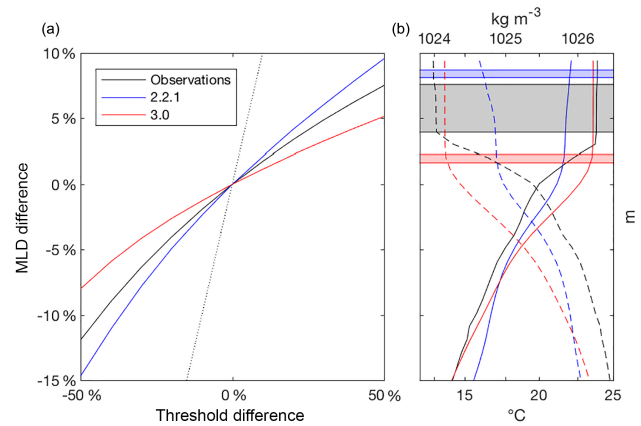 (a)
(b)
kg m⁻³
1024
1025
1026
10 %
5 %
0 %
-5 %
-10 %
-15 %
MLD difference
Observations
2.2.1
3.0
m
-50 %
0 %
50 %
Threshold difference
15
20
25
°C